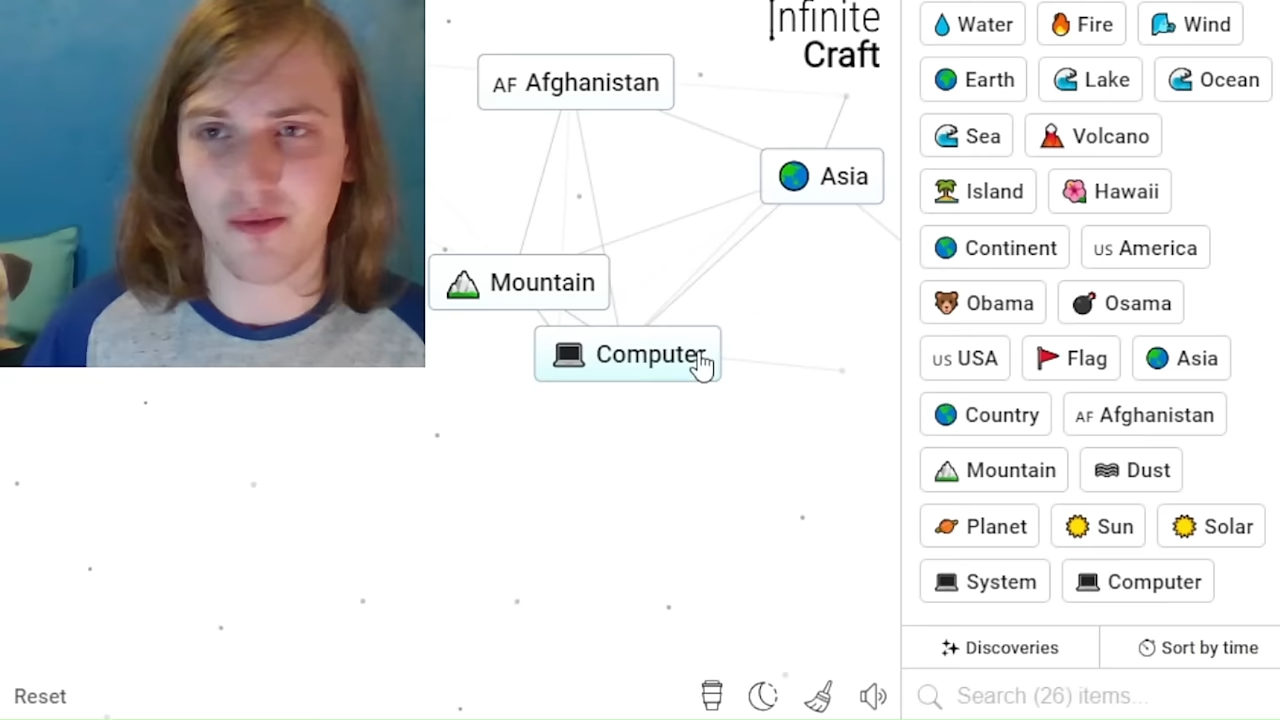 Infinite
Craft
AF Afghanistan
Asia
Mountain
Computer
Water
Fire
Wind
Earth
Lake
Ocean
Sea
Volcano
Island
Hawaii
Continent
US America
Obama
Osama
US USA
Flag
Asia
Country
AF Afghanistan
Mountain
Dust
Planet
Sun
Solar
System
Computer
Discoveries
Sort by time
Reset
Search (26) items...